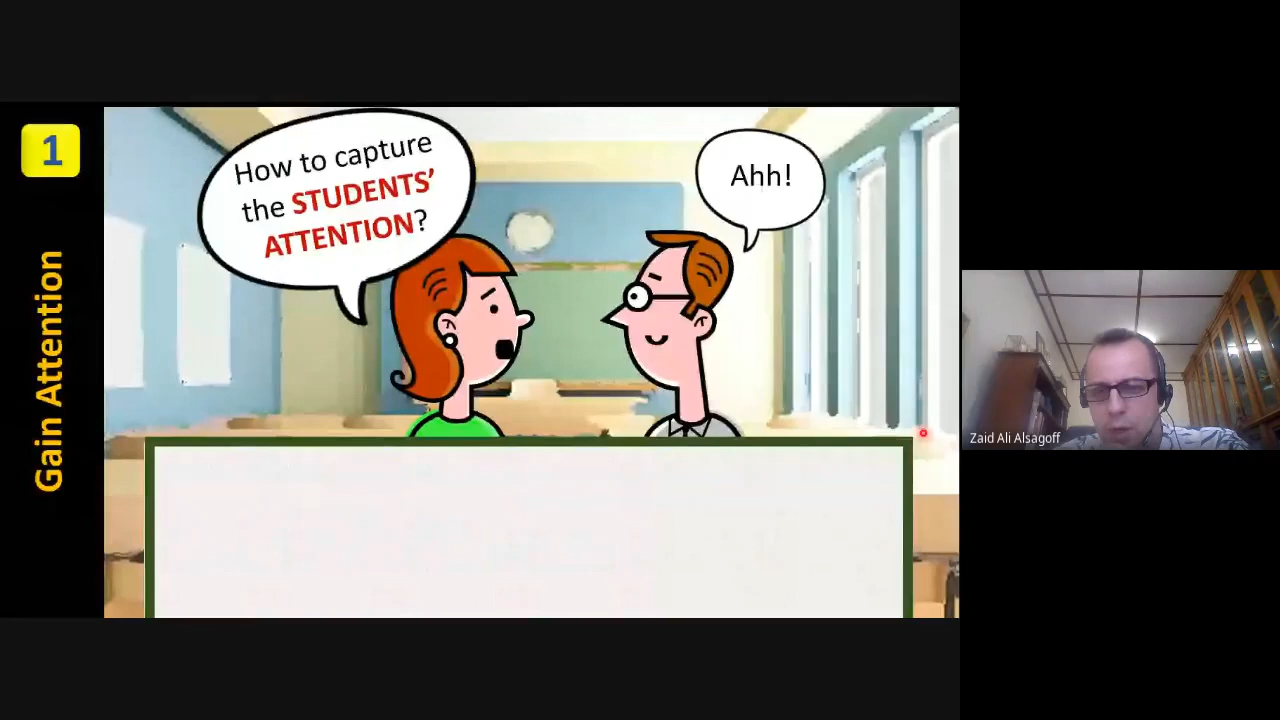 1
Gain Attention
How to capture
the STUDENTS’
ATTENTION?
Ahh!
Zaid Ali Alsagoff